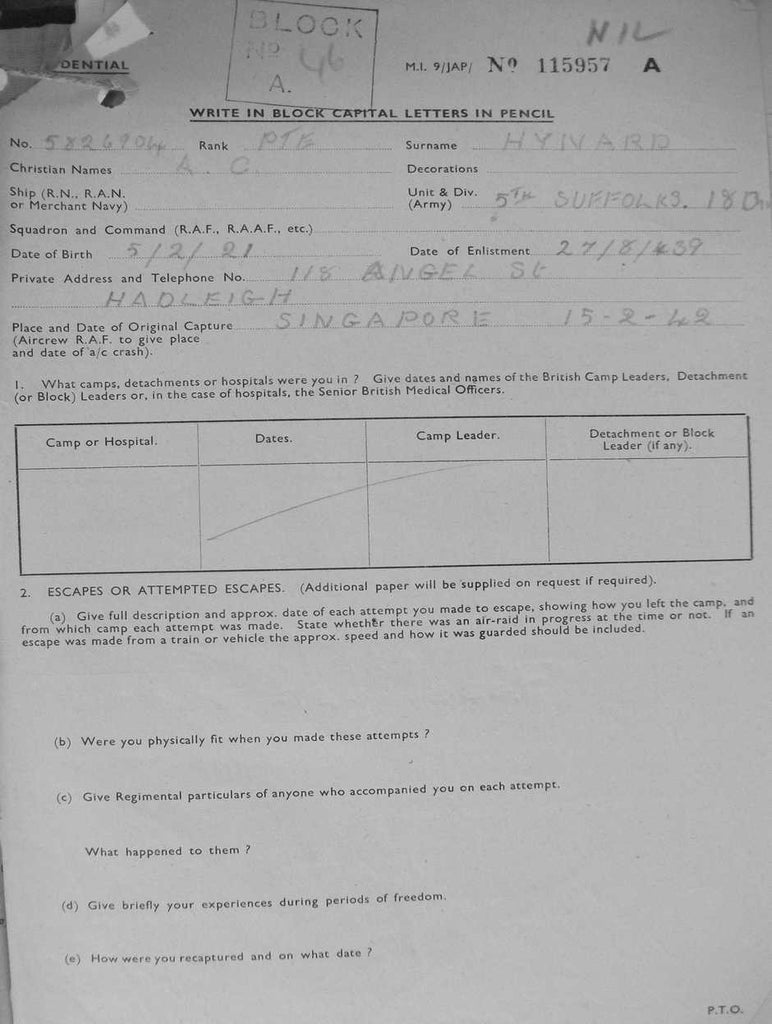 BLOCK
Nº 46
A.
NIL
DENTIAL
M.I. 9/JAP/ Nº 115957 A
WRITE IN BLOCK CAPITAL LETTERS IN PENCIL
No. 5826904 Rank PTE Surname HYNARD
Christian Names A. C. Decorations
Ship (R.N., R.A.N. or Merchant Navy)
Unit & Div. (Army) 5TH SUFFOLKS. 18 Div
Squadron and Command (R.A.F., R.A.A.F., etc.)
Date of Birth 5/2/21 Date of Enlistment 27/8/39
Private Address and Telephone No. 118 ANGEL St
HADLEIGH
Place and Date of Original Capture SINGAPORE 15-2-42
(Aircrew R.A.F. to give place
and date of a/c crash).
1. What camps, detachments or hospitals were you in ? Give dates and names of the British Camp Leaders, Detachment
(or Block) Leaders or, in the case of hospitals, the Senior British Medical Officers.
Camp or Hospital. Dates. Camp Leader. Detachment or Block Leader (if any).
2. ESCAPES OR ATTEMPTED ESCAPES. (Additional paper will be supplied on request if required).
(a) Give full description and approx. date of each attempt you made to escape, showing how you left the camp, and
from which camp each attempt was made. State whether there was an air-raid in progress at the time or not. If an
escape was made from a train or vehicle the approx. speed and how it was guarded should be included.
(b) Were you physically fit when you made these attempts ?
(c) Give Regimental particulars of anyone who accompanied you on each attempt.
What happened to them ?
(d) Give briefly your experiences during periods of freedom.
(e) How were you recaptured and on what date ?
P.T.O.